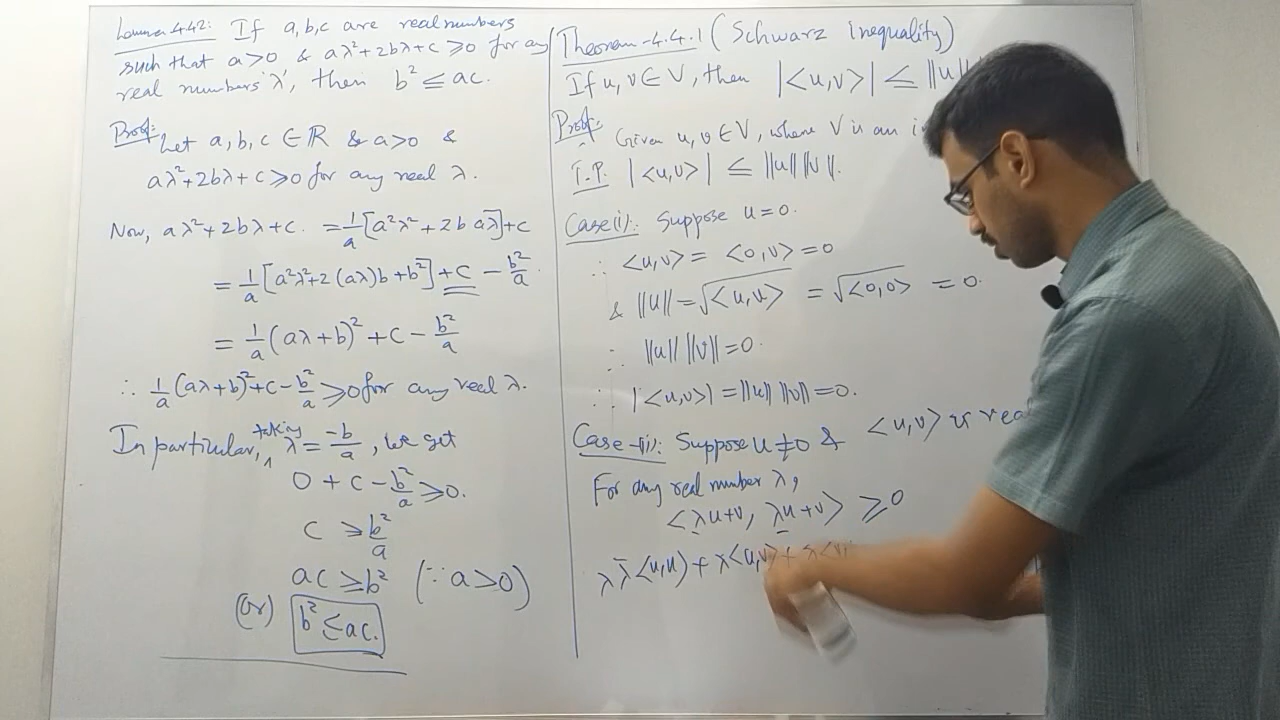 Lemma 4.4.2: If a,b,c are real numbers
such that a>0 & aλ²+2bλ+c ≥0 for any
real numbers 'λ', then b² ≤ ac.
Proof: Let a,b,c ∈ ℝ & a>0 &
aλ²+2bλ+c ≥0 for any real λ.
Now, aλ²+2bλ+c. = 1/a [a²λ²+2b aλ]+c
= 1/a [a²λ²+2(aλ)b+b²]+c - b²/a.
= 1/a (aλ+b)² + c - b²/a
∴ 1/a (aλ+b)²+c - b²/a ≥0 for any real λ.
In particular, taking λ = -b/a, we get
0 + c - b²/a ≥0.
c ≥ b²/a
ac ≥ b² (∵ a>0)
(or) b² ≤ ac.
Theorem-4.4.1 (Schwarz Inequality)
If u,v ∈ V, then |<u,v>| ≤ ||u||
Proof: Given u,v ∈ V, where V is an
T.P. |<u,v>| ≤ ||u|| ||v||.
Case(i): Suppose u=0.
∴ <u,v> = <0,v> = 0
& ||u|| = √<u,u> = √<0,0> = 0.
∴ ||u|| ||v|| = 0.
∴ |<u,v>| = ||u|| ||v|| = 0.
Case-(ii): Suppose u ≠ 0 & <u,v> is real
For any real number λ,
<λu+v, λu+v> ≥ 0
λλ̄<u,u> + λ<u,v> + λ̄<v,